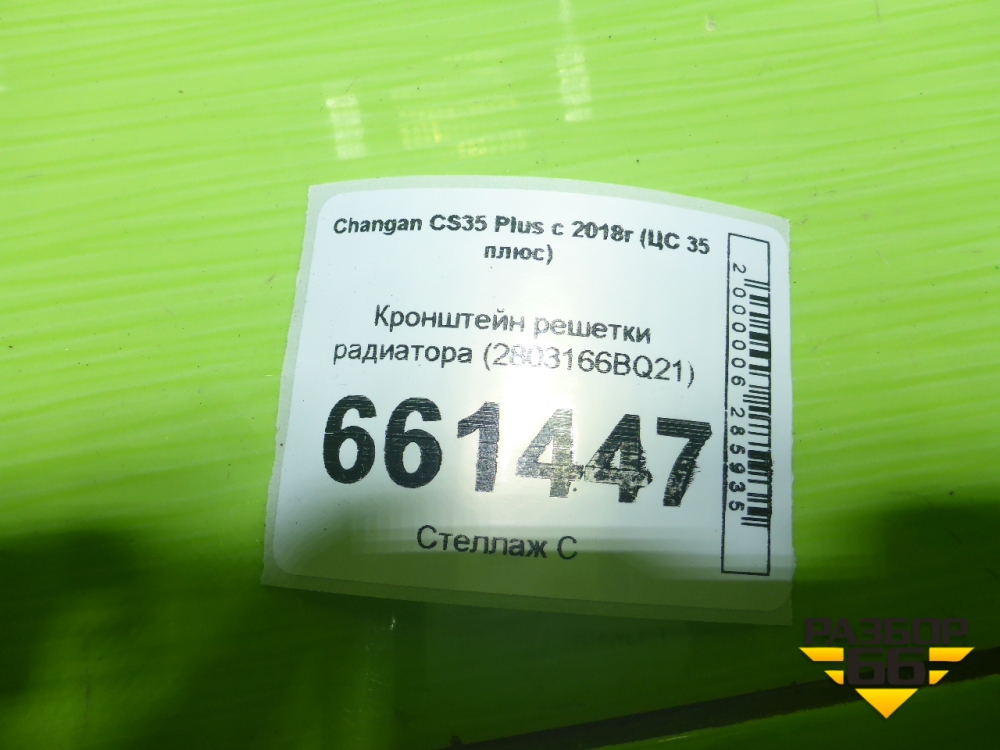 Changan CS35 Plus с 2018г (ЦС 35
плюс)
Кронштейн решетки
радиатора (2803166BQ21)
661447
Стеллаж С
2000006285935
РАЗБОР
66